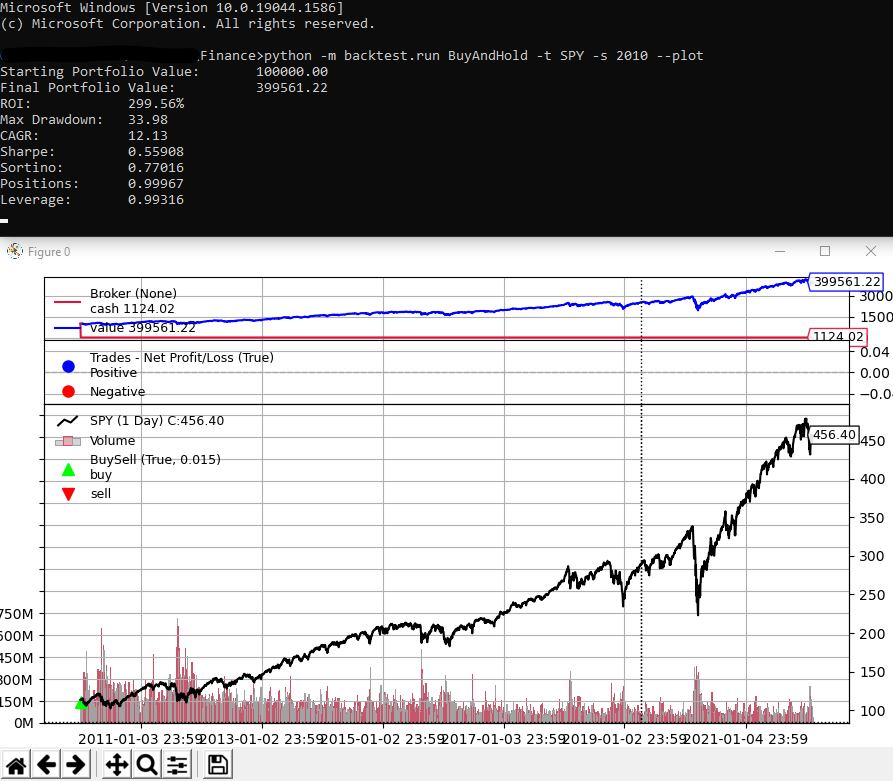 Microsoft Windows [Version 10.0.19044.1586]
(c) Microsoft Corporation. All rights reserved.
Finance>python -m backtest.run BuyAndHold -t SPY -s 2010 --plot
Starting Portfolio Value: 100000.00
Final Portfolio Value: 399561.22
ROI: 299.56%
Max Drawdown: 33.98
CAGR: 12.13
Sharpe: 0.55908
Sortino: 0.77016
Positions: 0.99967
Leverage: 0.99316
Figure 0
Broker (None)
cash 1124.02
value 399561.22
399561.22
3000
1500
1124.02
Trades - Net Profit/Loss (True)
Positive
Negative
0.04
0.00
−0.04
SPY (1 Day) C:456.40
Volume
BuySell (True, 0.015)
buy
sell
456.40
450
400
350
300
250
200
150
100
750M
600M
450M
300M
150M
0M
2011-01-03 23:59
2013-01-02 23:59
2015-01-02 23:59
2017-01-03 23:59
2019-01-02 23:59
2021-01-04 23:59